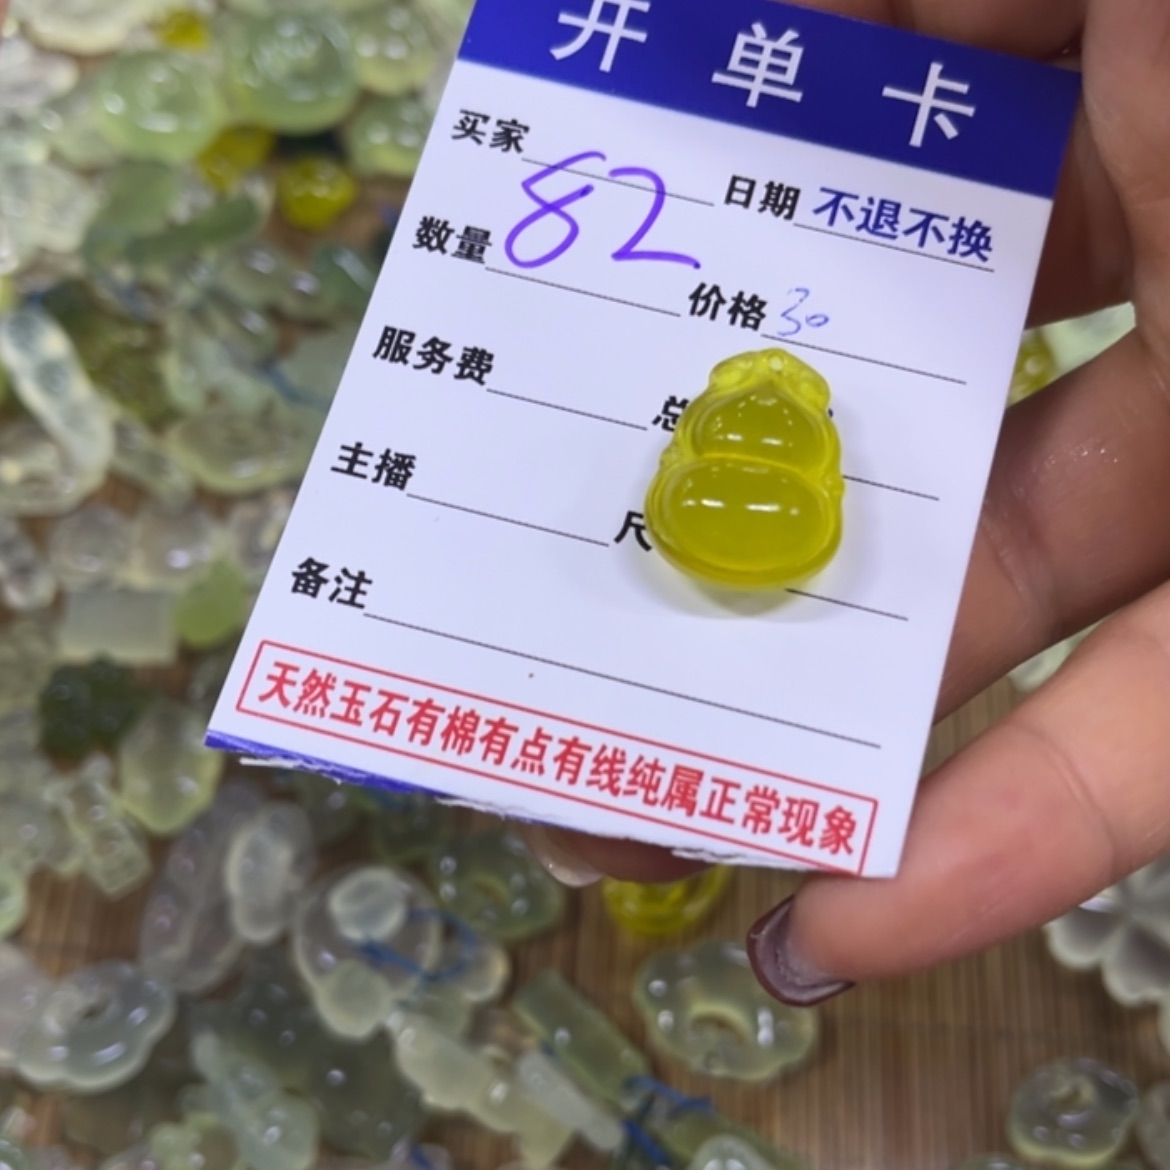 开单卡
买家 日期 不退不换
82
数量 价格 30
服务费 总
主播 尺
备注
天然玉石有棉有点有线纯属正常现象